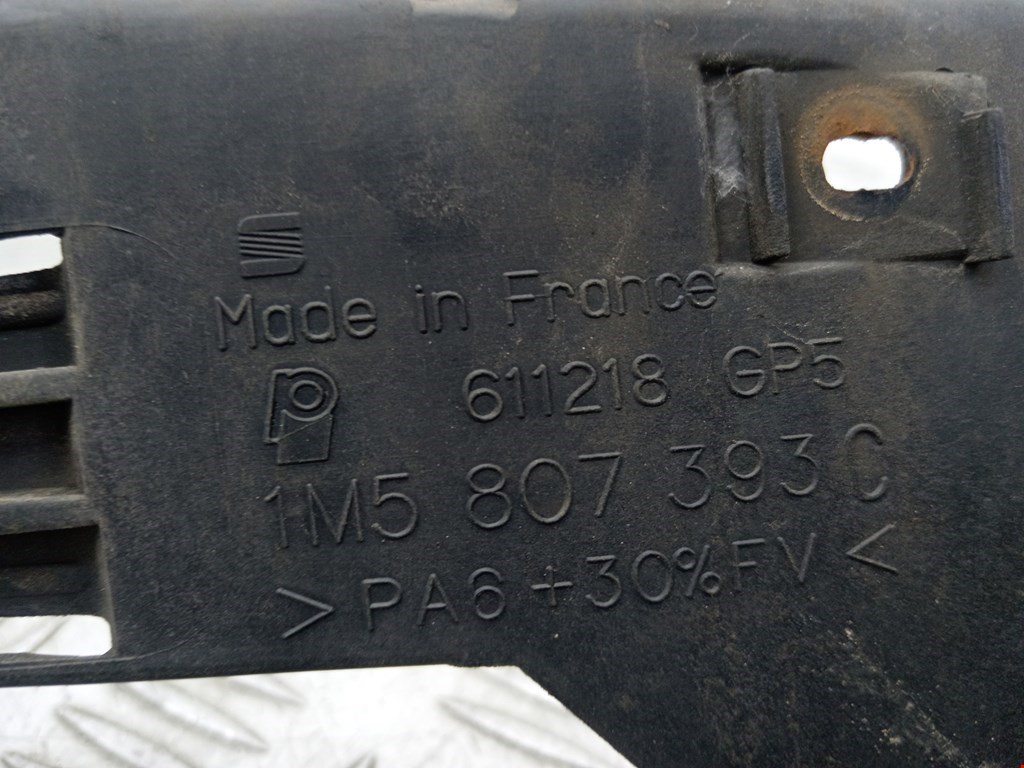 Made in France
611218 GP5
1M5 807 393 C
>PA6+30%FV<